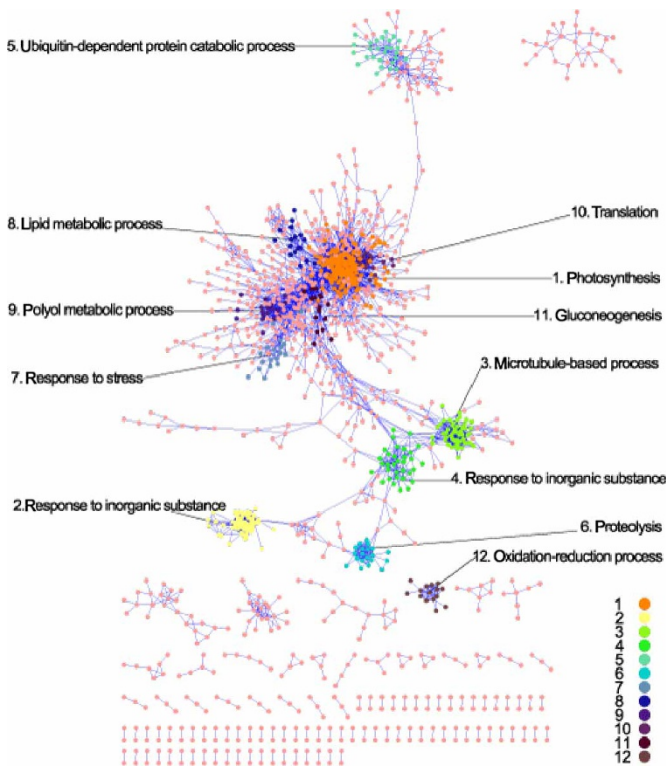 5. Ubiquitin-dependent protein catabolic process
10. Translation
8. Lipid metabolic process
1. Photosynthesis
9. Polyol metabolic process
11. Gluconeogenesis
3. Microtubule-based process
7. Response to stress
4. Response to inorganic substance
2.Response to inorganic substance
6. Proteolysis
12. Oxidation-reduction process
1
2
3
4
5
6
7
8
9
10
11
12